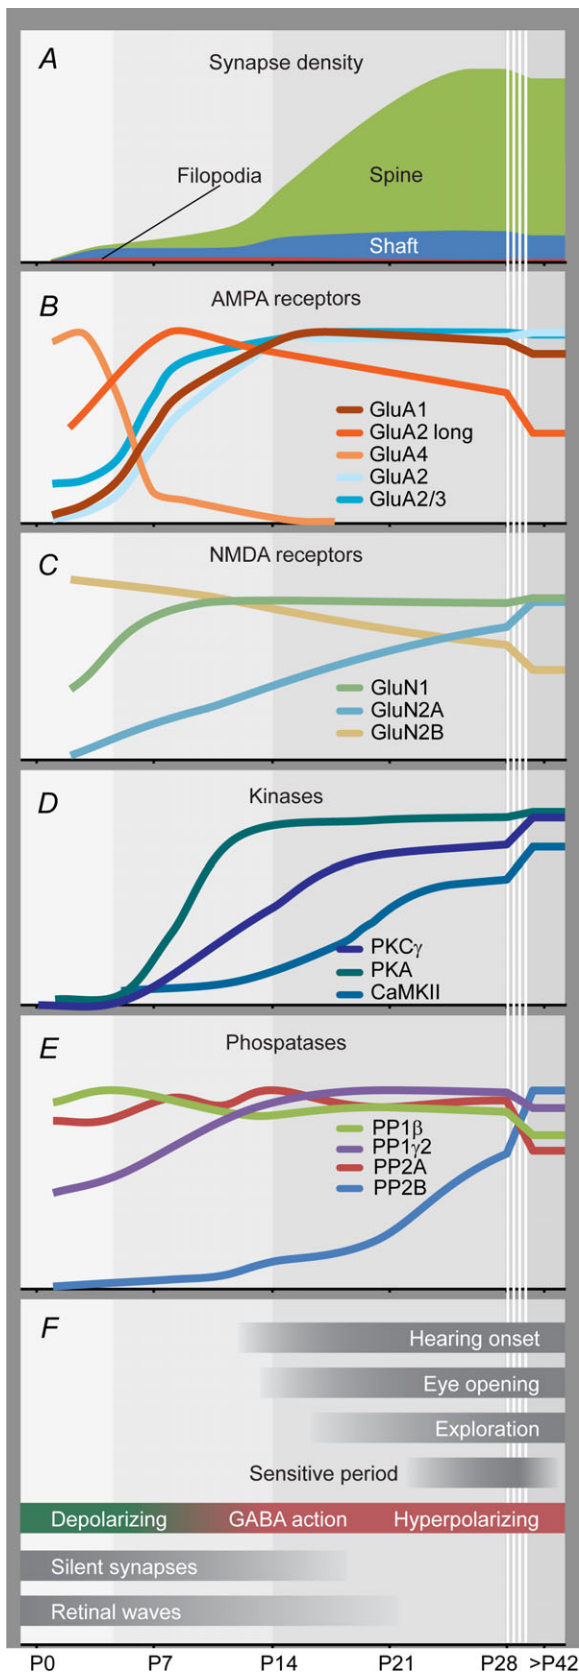 A
Synapse density
Filopodia
Spine
Shaft
B
AMPA receptors
GluA1
GluA2 long
GluA4
GluA2
GluA2/3
C
NMDA receptors
GluN1
GluN2A
GluN2B
D
Kinases
PKCγ
PKA
CaMKII
E
Phospatases
PP1β
PP1γ2
PP2A
PP2B
F
Hearing onset
Eye opening
Exploration
Sensitive period
Depolarizing GABA action Hyperpolarizing
Silent synapses
Retinal waves
P0 P7 P14 P21 P28 >P42